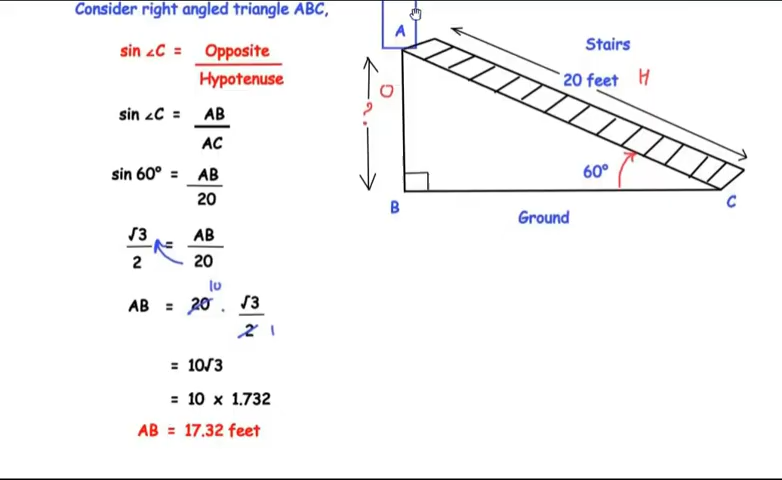 Consider right angled triangle ABC,
sin ∠C = Opposite
Hypotenuse
sin ∠C = AB
AC
sin 60° = AB
20
√3 = AB
2 20
10
AB = 20 . √3
2 1
= 10√3
= 10 x 1.732
AB = 17.32 feet
A
Stairs
20 feet H
O
?
60°
B
C
Ground